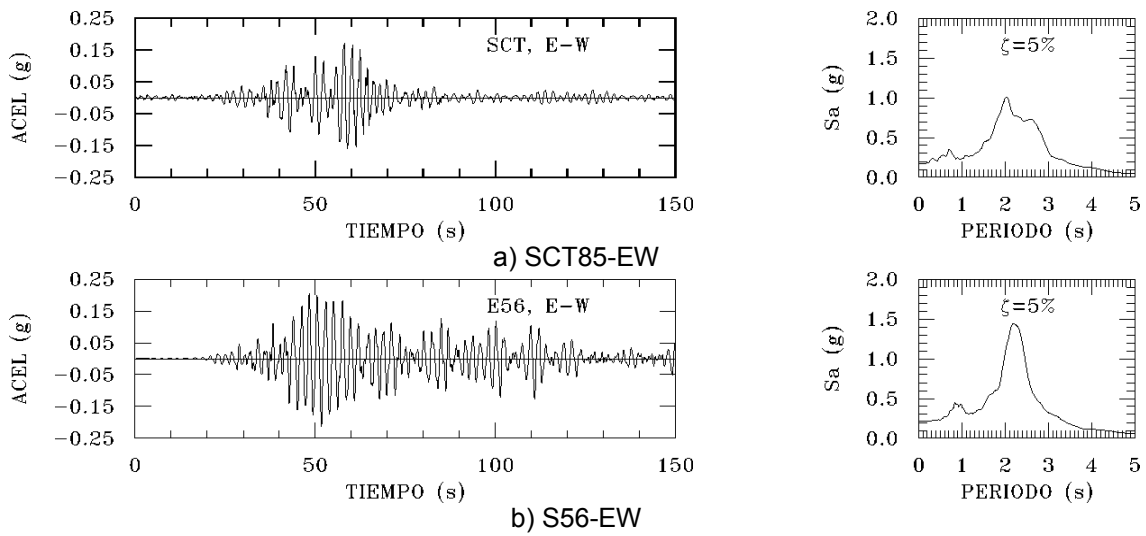 0.25
0.15
0.05
−0.05
−0.15
−0.25
ACEL (g)
SCT, E−W
0
50
100
150
TIEMPO (s)
2.0
1.5
1.0
0.5
0.0
Sa (g)
ζ=5%
0 1 2 3 4 5
PERIODO (s)
a) SCT85-EW
0.25
0.15
0.05
−0.05
−0.15
−0.25
ACEL (g)
E56, E−W
0
50
100
150
TIEMPO (s)
2.0
1.5
1.0
0.5
0.0
Sa (g)
ζ=5%
0 1 2 3 4 5
PERIODO (s)
b) S56-EW